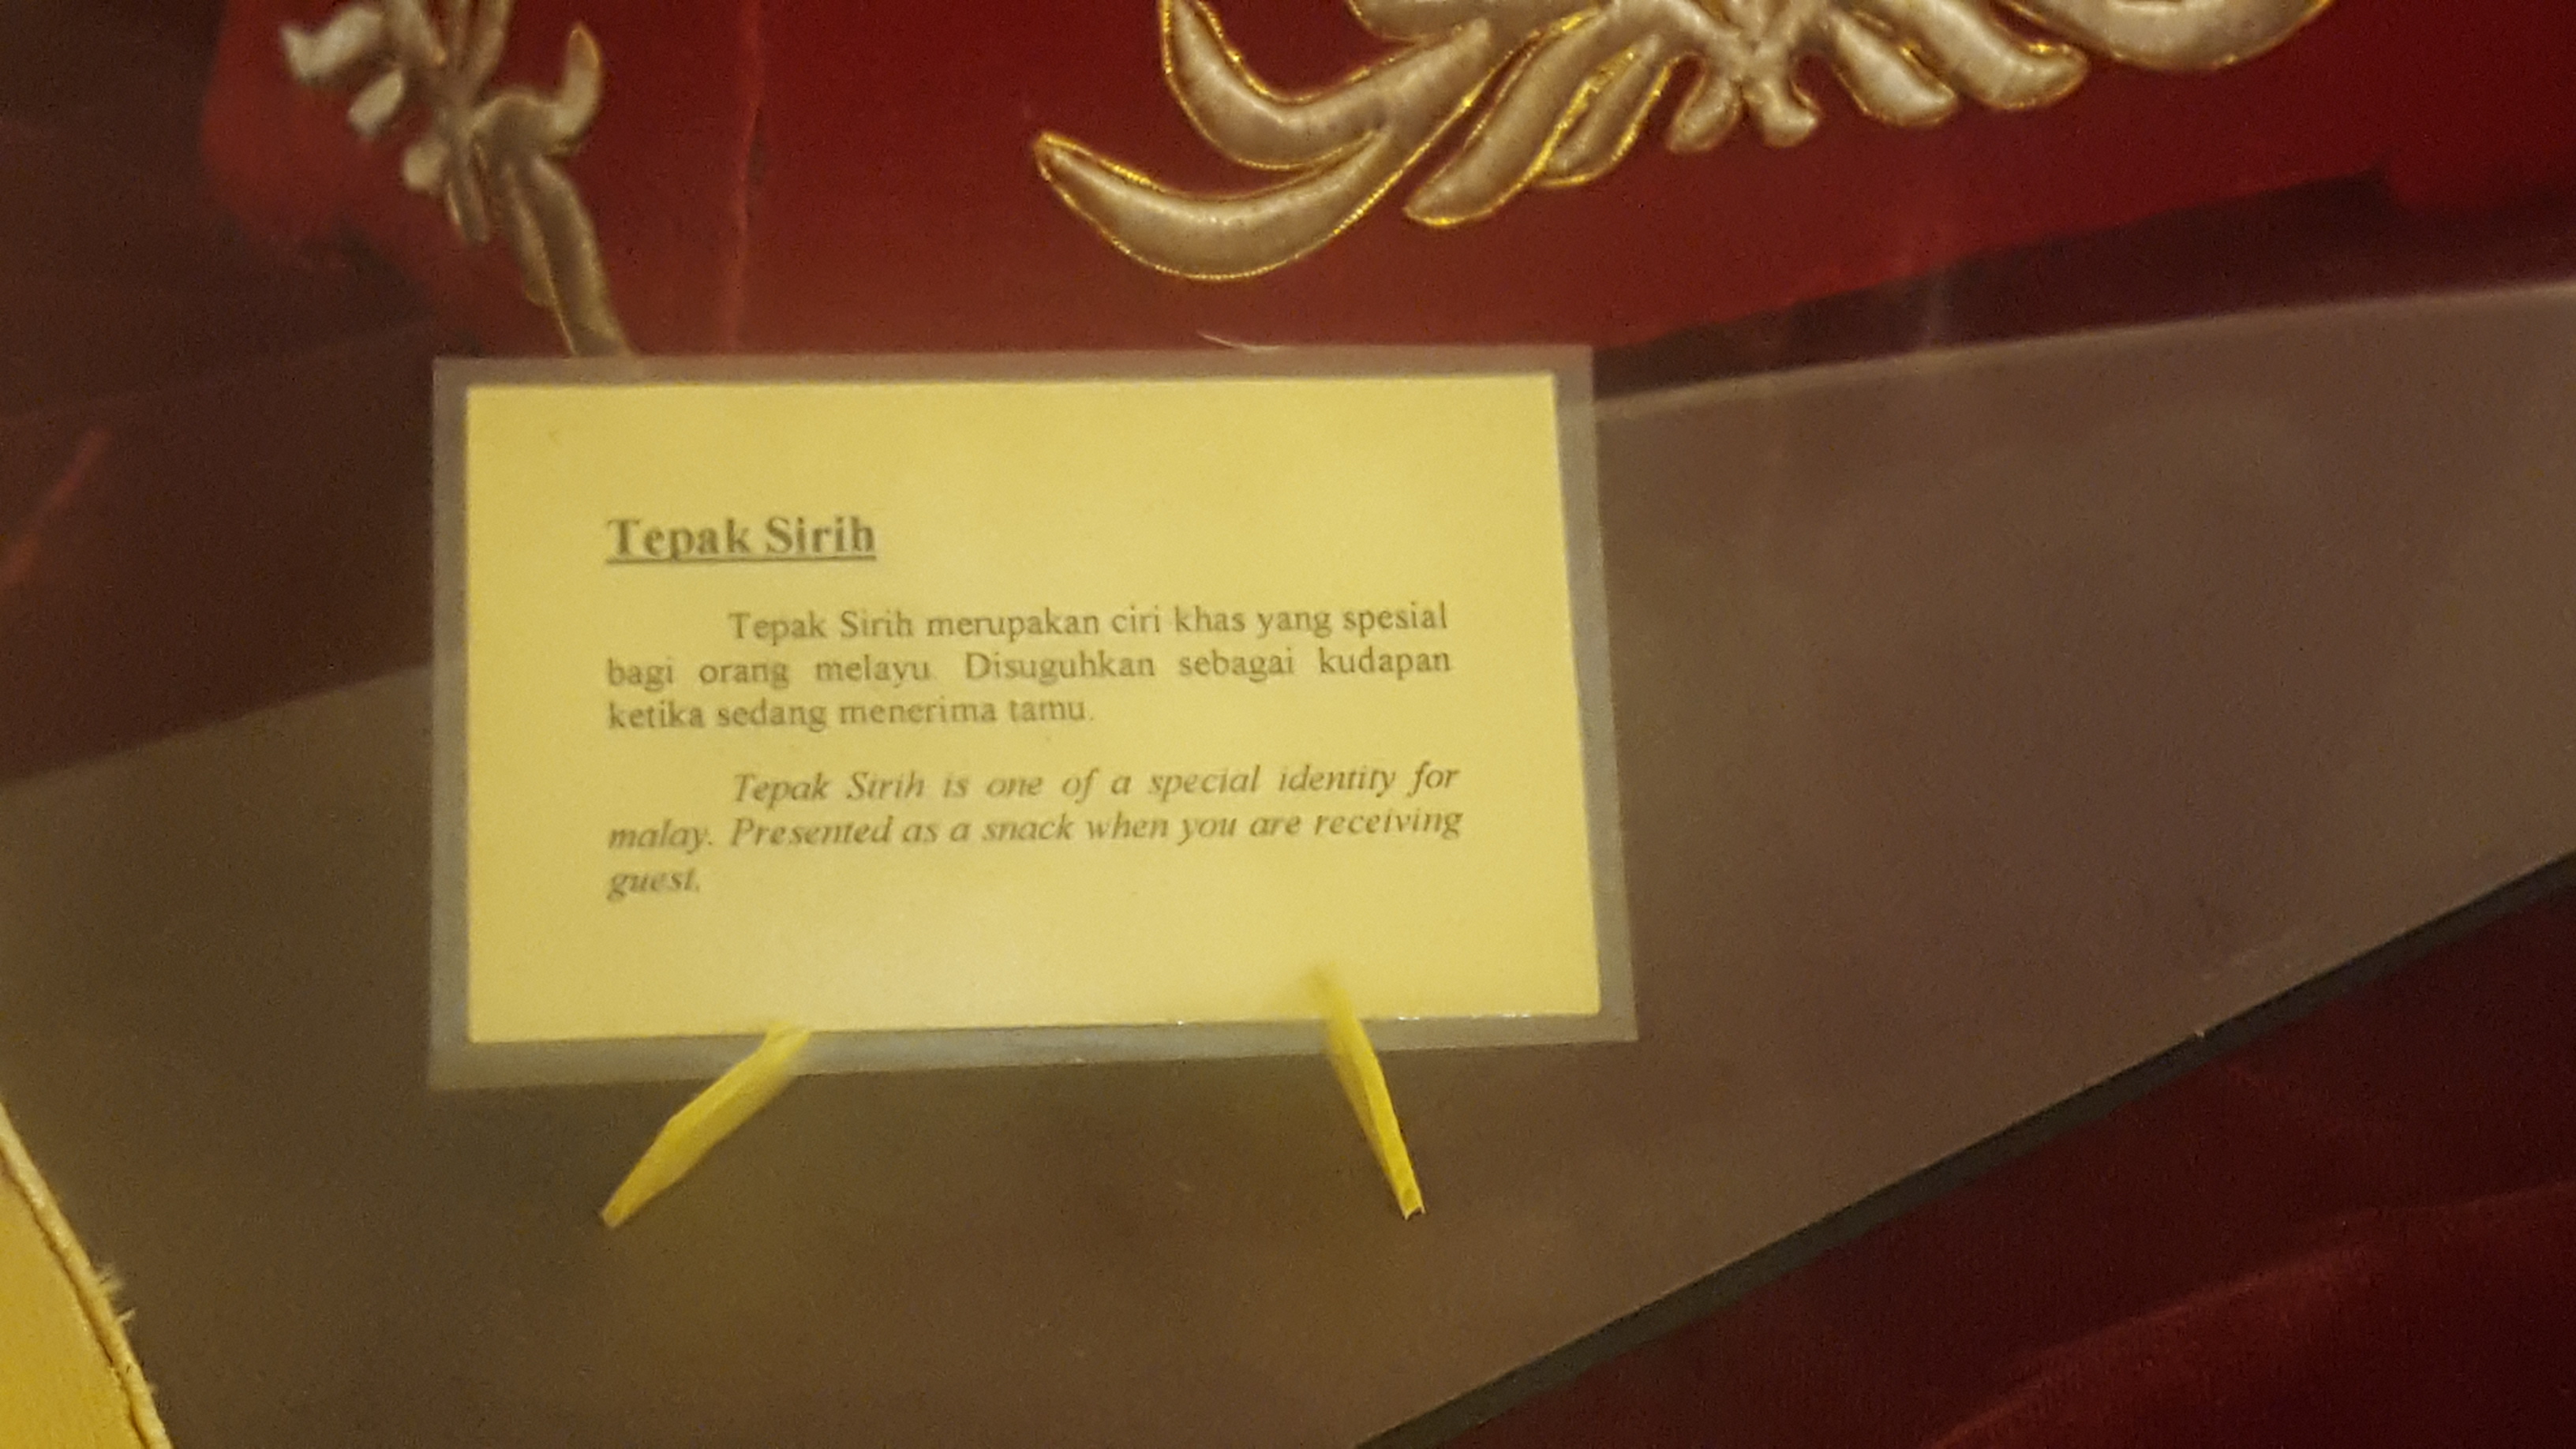 Tepak Sirih
Tepak Sirih merupakan ciri khas yang spesial
bagi orang melayu. Disuguhkan sebagai kudapan
ketika sedang menerima tamu.
Tepak Sirih is one of a special identity for
malay. Presented as a snack when you are receiving
guest.